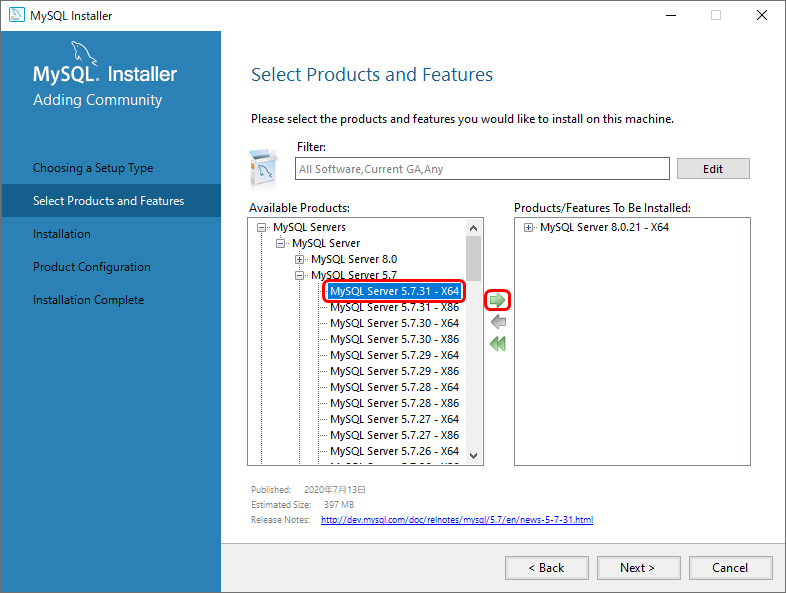 MySQL Installer
MySQL. Installer
Adding Community
Choosing a Setup Type
Select Products and Features
Installation
Product Configuration
Installation Complete
Select Products and Features
Please select the products and features you would like to install on this machine.
Filter:
All Software,Current GA,Any
Edit
Available Products:
MySQL Servers
MySQL Server
MySQL Server 8.0
MySQL Server 5.7
MySQL Server 5.7.31 - X64
MySQL Server 5.7.31 - X86
MySQL Server 5.7.30 - X64
MySQL Server 5.7.30 - X86
MySQL Server 5.7.29 - X64
MySQL Server 5.7.29 - X86
MySQL Server 5.7.28 - X64
MySQL Server 5.7.28 - X86
MySQL Server 5.7.27 - X64
MySQL Server 5.7.27 - X86
MySQL Server 5.7.26 - X64
Products/Features To Be Installed:
MySQL Server 8.0.21 - X64
Published: 2020年7月13日
Estimated Size: 397 MB
Release Notes: http://dev.mysql.com/doc/relnotes/mysql/5.7/en/news-5-7-31.html
< Back
Next >
Cancel